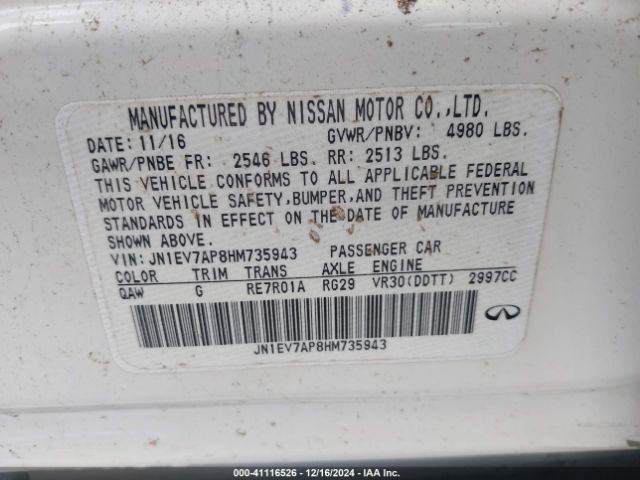 MANUFACTURED BY NISSAN MOTOR CO.,LTD.
DATE: 11/16 GVWR/PNBV: 4980 LBS.
GAWR/PNBE FR: 2546 LBS. RR: 2513 LBS.
THIS VEHICLE CONFORMS TO ALL APPLICABLE FEDERAL
MOTOR VEHICLE SAFETY,BUMPER,AND THEFT PREVENTION
STANDARDS IN EFFECT ON THE DATE OF MANUFACTURE
SHOWN ABOVE.
VIN: JN1EV7AP8HM735943 PASSENGER CAR
COLOR TRIM TRANS AXLE ENGINE
QAW G RE7R01A RG29 VR30(DDTT) 2997CC
JN1EV7AP8HM735943
000-41116526 - 12/16/2024 - IAA Inc.